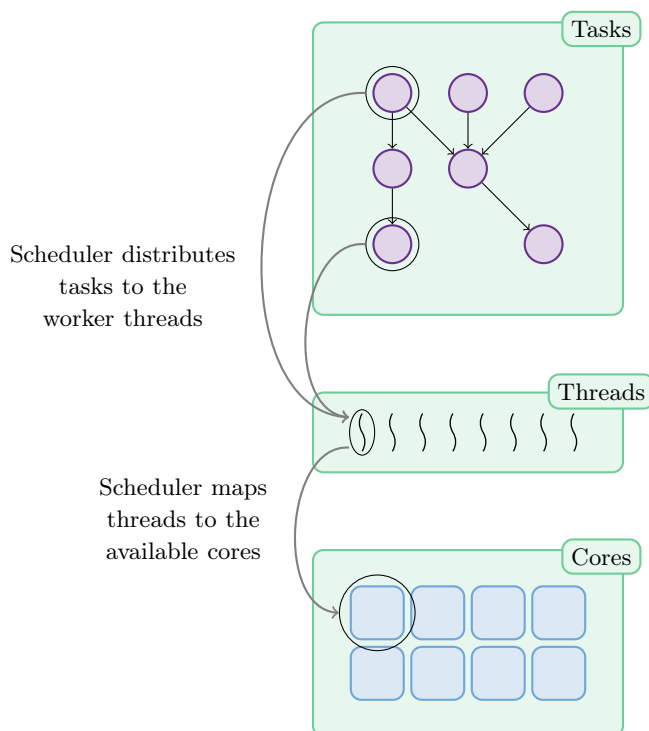 Tasks
Scheduler distributes
tasks to the
worker threads
Threads
Scheduler maps
threads to the
available cores
Cores